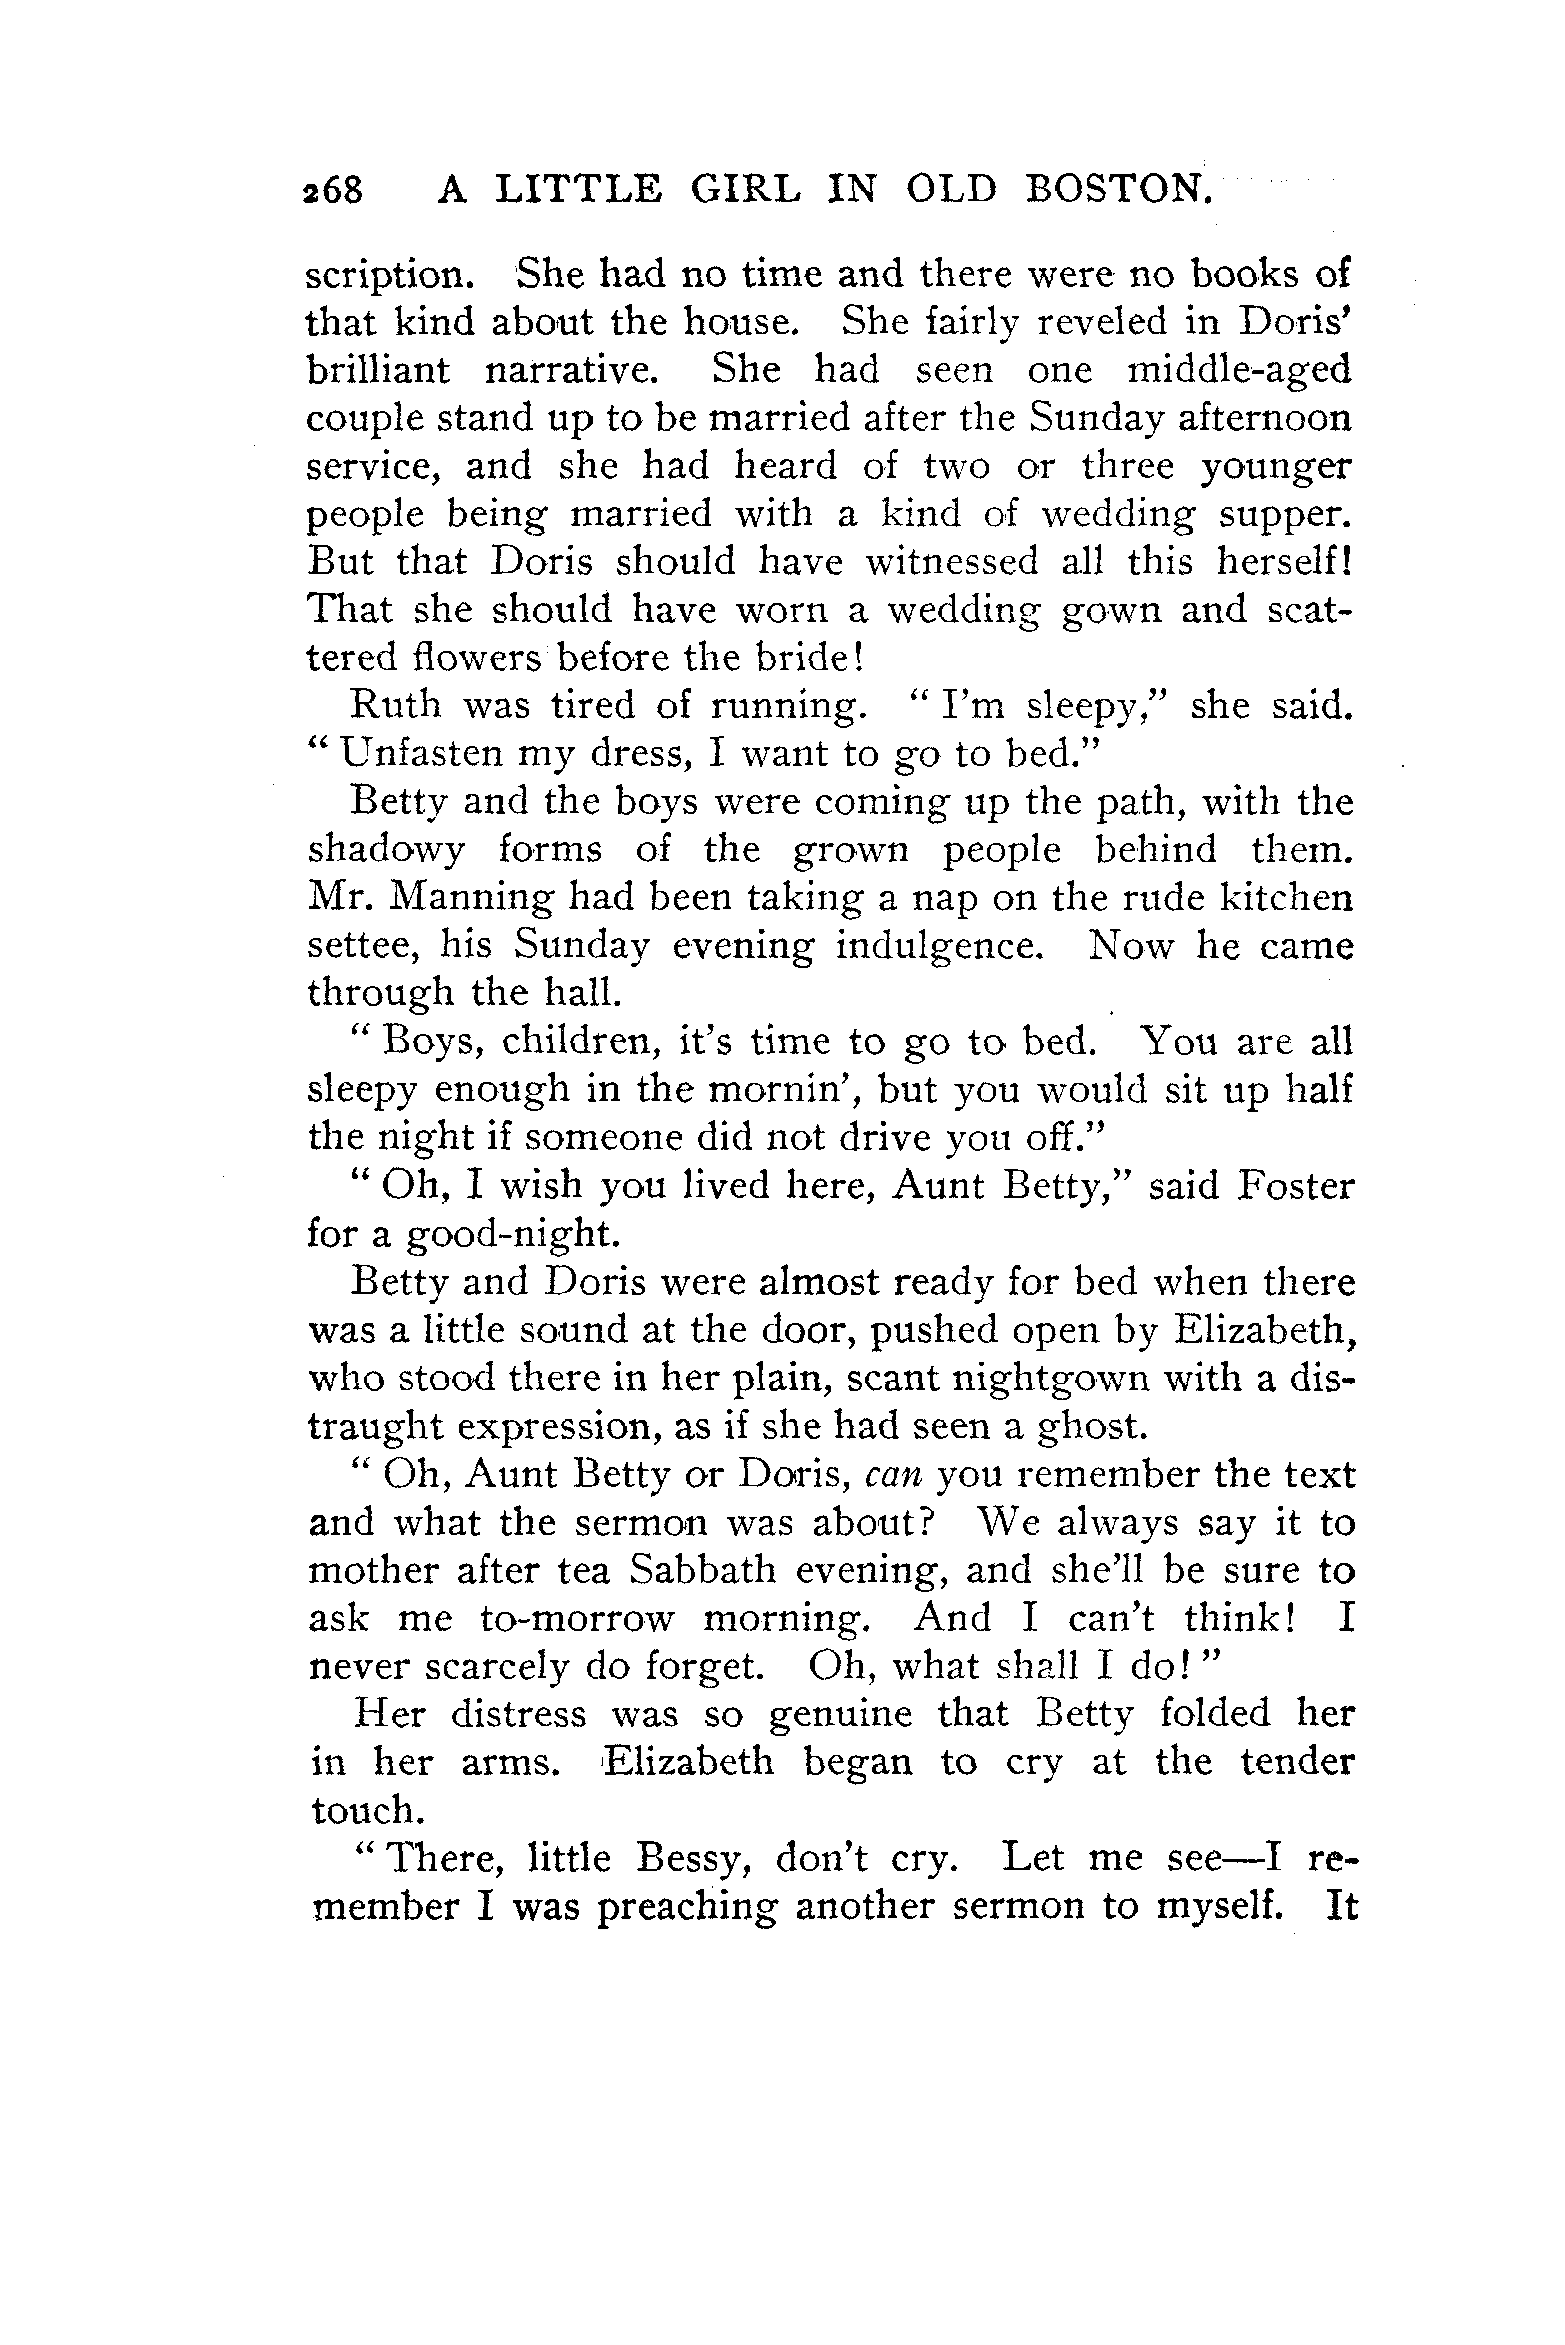 268 A LITTLE GIRL IN OLD BOSTON.
scription. She had no time and there were no books of
that kind about the house. She fairly reveled in Doris'
brilliant narrative. She had seen one middle-aged
couple stand up to be married after the Sunday afternoon
service, and she had heard of two or three younger
people being married with a kind of wedding supper.
But that Doris should have witnessed all this herself!
That she should have worn a wedding gown and scat-
tered flowers before the bride!
Ruth was tired of running. “ I'm sleepy,” she said.
“ Unfasten my dress, I want to go to bed.”
Betty and the boys were coming up the path, with the
shadowy forms of the grown people behind them.
Mr. Manning had been taking a nap on the rude kitchen
settee, his Sunday evening indulgence. Now he came
through the hall.
“ Boys, children, it's time to go to bed. You are all
sleepy enough in the mornin', but you would sit up half
the night if someone did not drive you off.”
“ Oh, I wish you lived here, Aunt Betty,” said Foster
for a good-night.
Betty and Doris were almost ready for bed when there
was a little sound at the door, pushed open by Elizabeth,
who stood there in her plain, scant nightgown with a dis-
traught expression, as if she had seen a ghost.
“ Oh, Aunt Betty or Doris, can you remember the text
and what the sermon was about? We always say it to
mother after tea Sabbath evening, and she'll be sure to
ask me to-morrow morning. And I can't think! I
never scarcely do forget. Oh, what shall I do! ”
Her distress was so genuine that Betty folded her
in her arms. Elizabeth began to cry at the tender
touch.
“ There, little Bessy, don't cry. Let me see—I re-
member I was preaching another sermon to myself. It